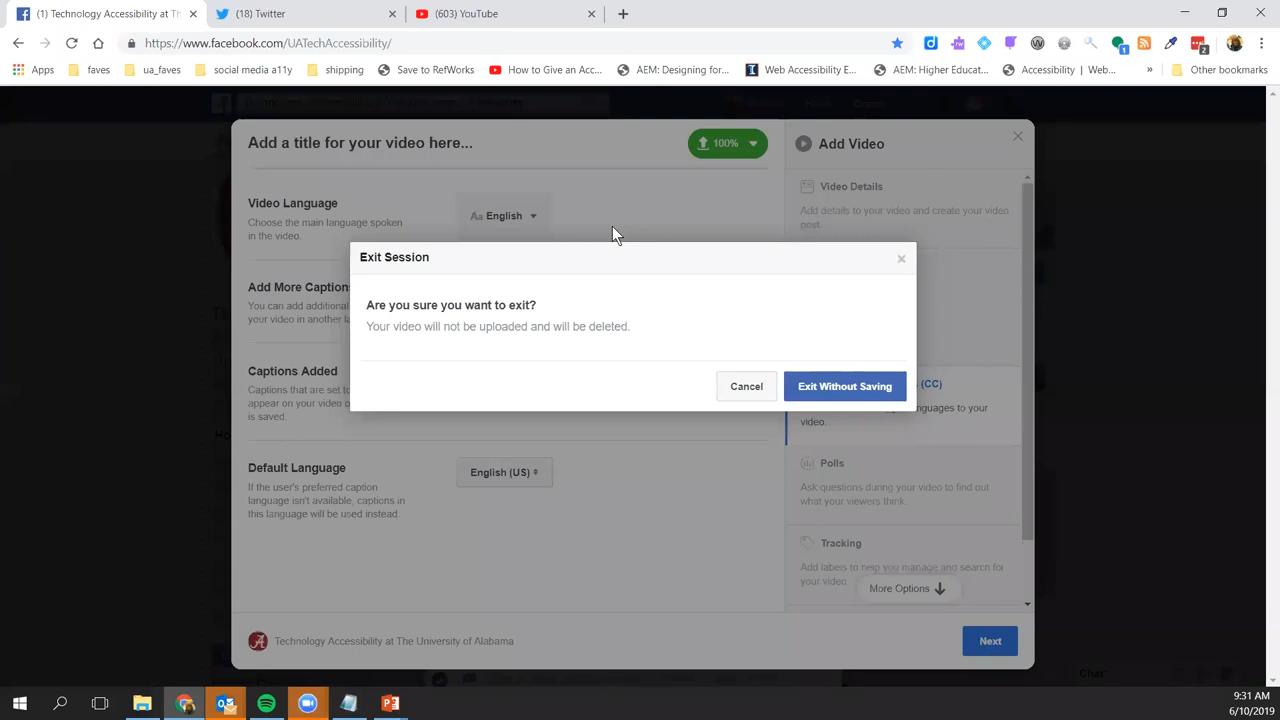 (1) Technology Accessibility at Th
(18) Twitter
(603) YouTube
https://www.facebook.com/UATechAccessibility/
1
2
Apps
faves
ua_faves
social media a11y
shipping
Save to RefWorks
How to Give an Acc...
AEM: Designing for...
Web Accessibility E...
AEM: Higher Educat...
Accessibility | Web...
»
Other bookmarks
Add a title for your video here...
100%
Add Video
Video Details
Add details to your video and create your video
post.
Video Language
Choose the main language spoken
in the video.
Aa English
Exit Session
Are you sure you want to exit?
Your video will not be uploaded and will be deleted.
Cancel
Exit Without Saving
Add More Caption
You can add additional
your video in another la
Captions Added
Captions that are set to
appear on your video o
is saved.
(CC)
languages to your
video.
Default Language
If the user's preferred caption
language isn't available, captions in
this language will be used instead.
English (US)
Polls
Ask questions during your video to find out
what your viewers think.
Tracking
Add labels to help you manage and search for
your video.
More Options
Technology Accessibility at The University of Alabama
Next
Chat
9:31 AM
6/10/2019